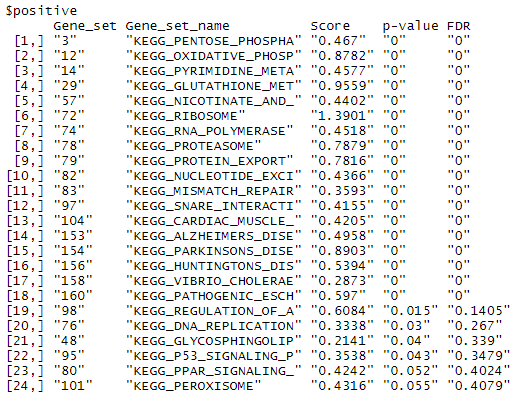 $positive
Gene_set Gene_set_name Score p-value FDR
[1,] "3" "KEGG_PENTOSE_PHOSPHA" "0.467" "0" "0"
[2,] "12" "KEGG_OXIDATIVE_PHOSP" "0.8782" "0" "0"
[3,] "14" "KEGG_PYRIMIDINE_META" "0.4577" "0" "0"
[4,] "29" "KEGG_GLUTATHIONE_MET" "0.9559" "0" "0"
[5,] "57" "KEGG_NICOTINATE_AND_" "0.4402" "0" "0"
[6,] "72" "KEGG_RIBOSOME" "1.3901" "0" "0"
[7,] "74" "KEGG_RNA_POLYMERASE" "0.4518" "0" "0"
[8,] "78" "KEGG_PROTEASOME" "0.7879" "0" "0"
[9,] "79" "KEGG_PROTEIN_EXPORT" "0.7816" "0" "0"
[10,] "82" "KEGG_NUCLEOTIDE_EXCI" "0.4366" "0" "0"
[11,] "83" "KEGG_MISMATCH_REPAIR" "0.3593" "0" "0"
[12,] "97" "KEGG_SNARE_INTERACTI" "0.4155" "0" "0"
[13,] "104" "KEGG_CARDIAC_MUSCLE_" "0.4205" "0" "0"
[14,] "153" "KEGG_ALZHEIMERS_DISE" "0.4958" "0" "0"
[15,] "154" "KEGG_PARKINSONS_DISE" "0.8903" "0" "0"
[16,] "156" "KEGG_HUNTINGTONS_DIS" "0.5394" "0" "0"
[17,] "158" "KEGG_VIBRIO_CHOLERAE" "0.2873" "0" "0"
[18,] "160" "KEGG_PATHOGENIC_ESCH" "0.597" "0" "0"
[19,] "98" "KEGG_REGULATION_OF_A" "0.6084" "0.015" "0.1405"
[20,] "76" "KEGG_DNA_REPLICATION" "0.3338" "0.03" "0.267"
[21,] "48" "KEGG_GLYCOSPHINGOLIP" "0.2141" "0.04" "0.339"
[22,] "95" "KEGG_P53_SIGNALING_P" "0.3538" "0.043" "0.3479"
[23,] "80" "KEGG_PPAR_SIGNALING_" "0.4242" "0.052" "0.4024"
[24,] "101" "KEGG_PEROXISOME" "0.4316" "0.055" "0.4079"